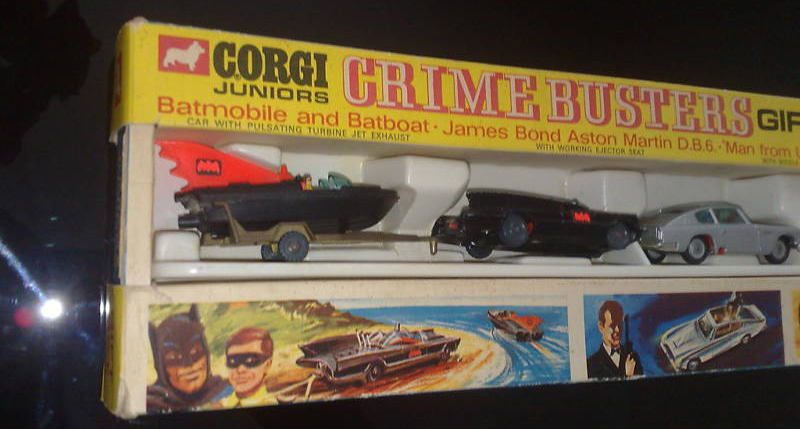 CORGI
JUNIORS
CRIME BUSTERS
Batmobile and Batboat · James Bond Aston Martin D.B.6. · 'Man from
CAR WITH PULSATING TURBINE JET EXHAUST
WITH WORKING EJECTOR SEAT